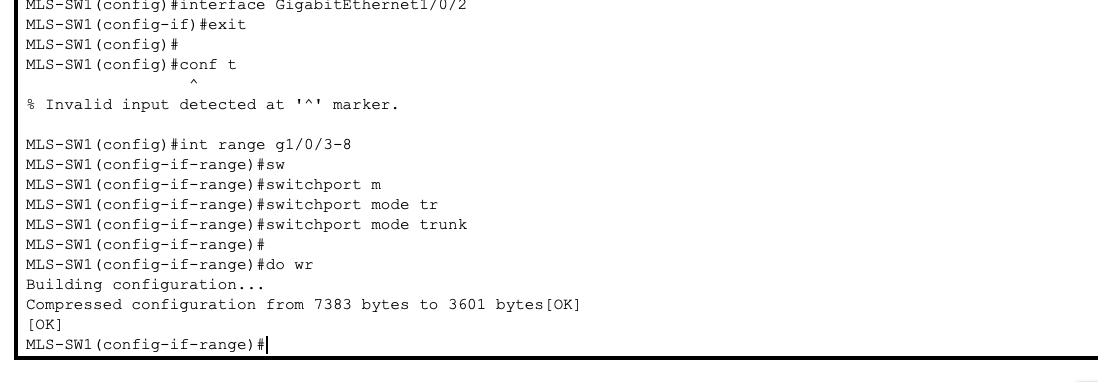 MLS-SW1(config)#interface GigabitEthernet1/0/2
MLS-SW1(config-if)#exit
MLS-SW1(config)#
MLS-SW1(config)#conf t
^
% Invalid input detected at '^' marker.
MLS-SW1(config)#int range g1/0/3-8
MLS-SW1(config-if-range)#sw
MLS-SW1(config-if-range)#switchport m
MLS-SW1(config-if-range)#switchport mode tr
MLS-SW1(config-if-range)#switchport mode trunk
MLS-SW1(config-if-range)#
MLS-SW1(config-if-range)#do wr
Building configuration...
Compressed configuration from 7383 bytes to 3601 bytes[OK]
[OK]
MLS-SW1(config-if-range)#